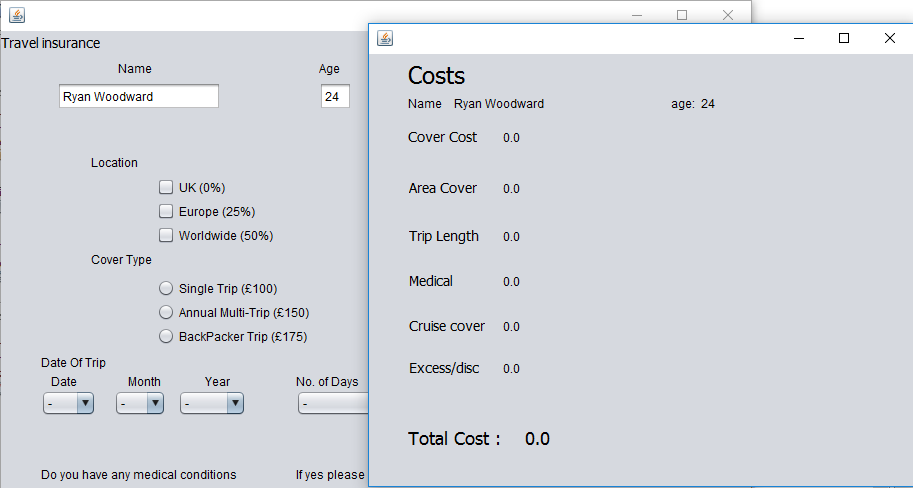 Travel insurance
Name Age
Ryan Woodward 24
Location
UK (0%)
Europe (25%)
Worldwide (50%)
Cover Type
Single Trip (£100)
Annual Multi-Trip (£150)
BackPacker Trip (£175)
Date Of Trip
Date Month Year No. of Days
- - - -
Do you have any medical conditions If yes please
Costs
Name Ryan Woodward age: 24
Cover Cost 0.0
Area Cover 0.0
Trip Length 0.0
Medical 0.0
Cruise cover 0.0
Excess/disc 0.0
Total Cost : 0.0